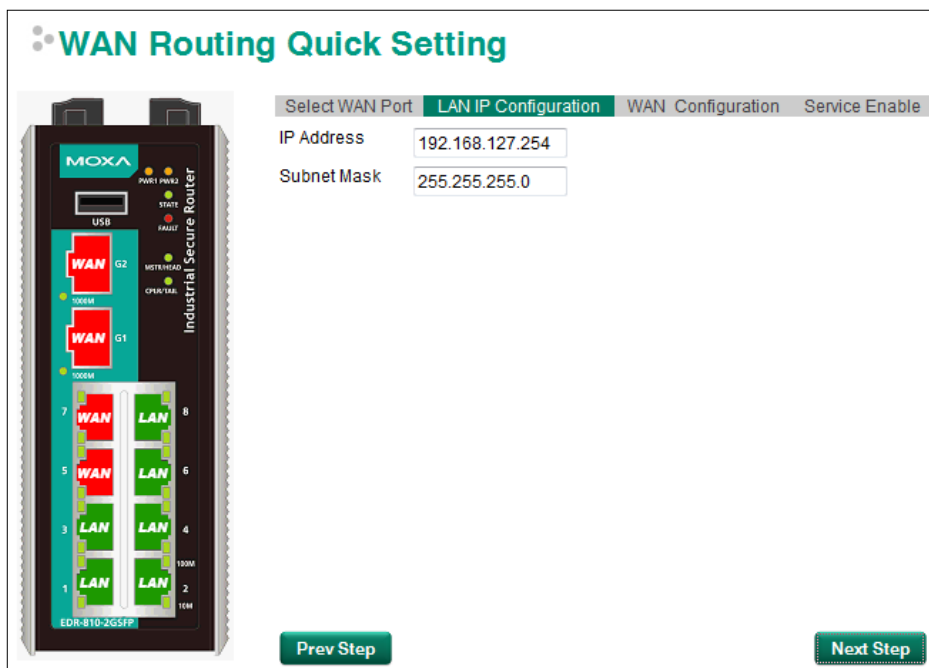 WAN Routing Quick Setting
Select WAN Port LAN IP Configuration WAN Configuration Service Enable
IP Address 192.168.127.254
Subnet Mask 255.255.255.0
MOXA
PWR1 PWR2
STATE
FAULT
USB
MSTR/HEAD
CPLR/TAIL
Industrial Secure Router
WAN G2
1000M
WAN G1
1000M
7 WAN LAN 8
5 WAN LAN 6
3 LAN LAN 4
100M
1 LAN LAN 2
10M
EDR-810-2GSFP
Prev Step Next Step